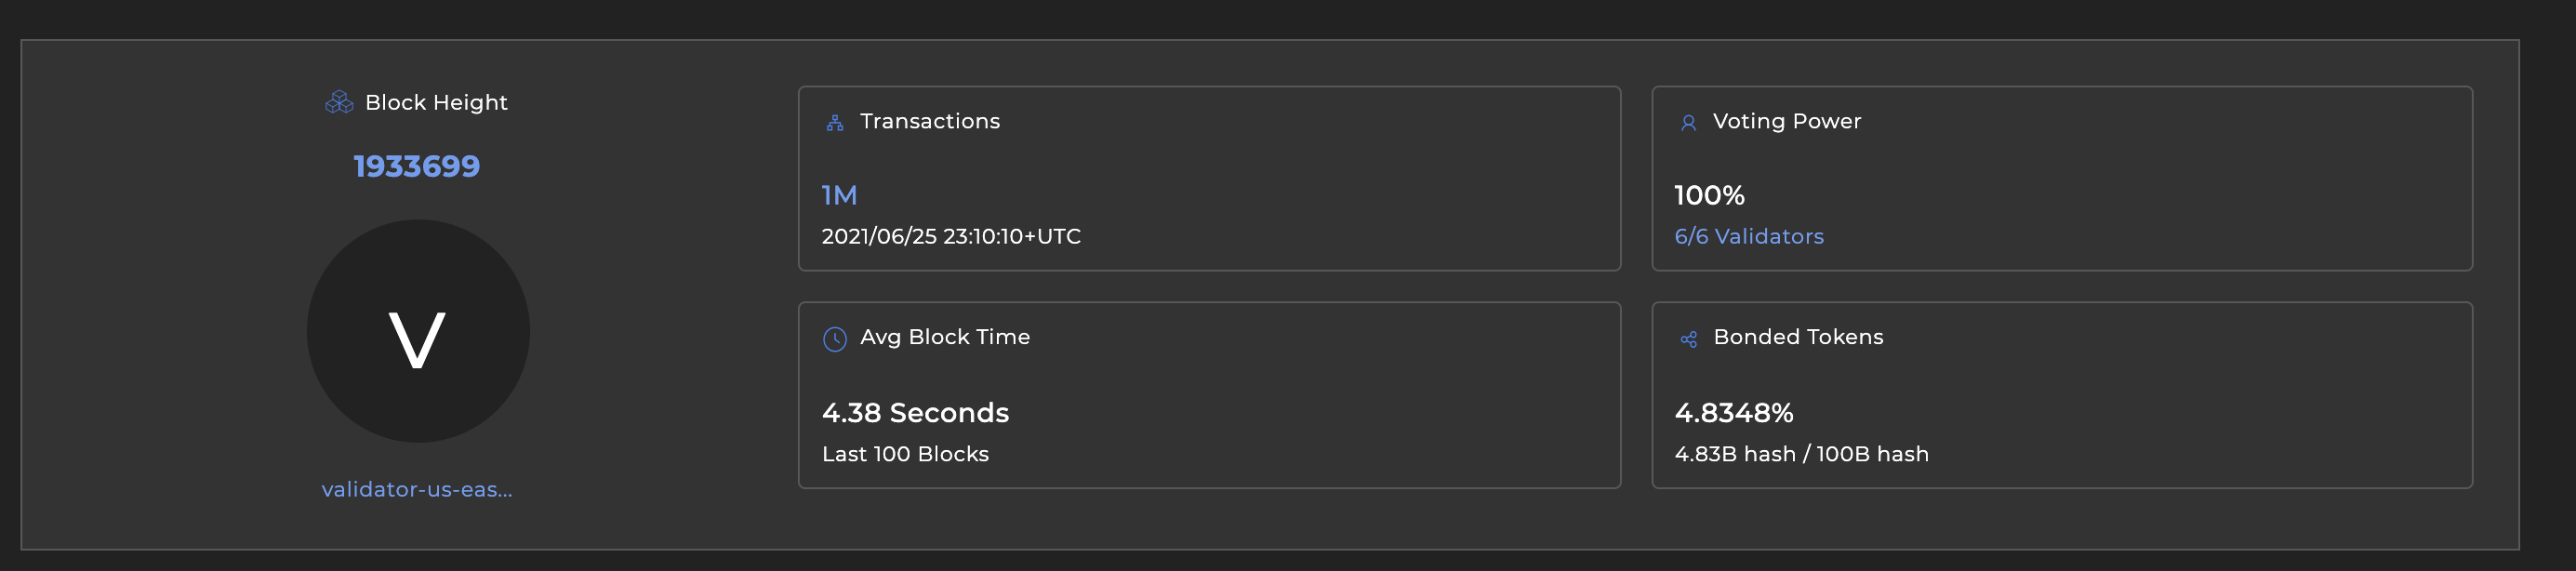 Block Height
1933699
V
validator-us-eas...
Transactions
1M
2021/06/25 23:10:10+UTC
Voting Power
100%
6/6 Validators
Avg Block Time
4.38 Seconds
Last 100 Blocks
Bonded Tokens
4.8348%
4.83B hash / 100B hash